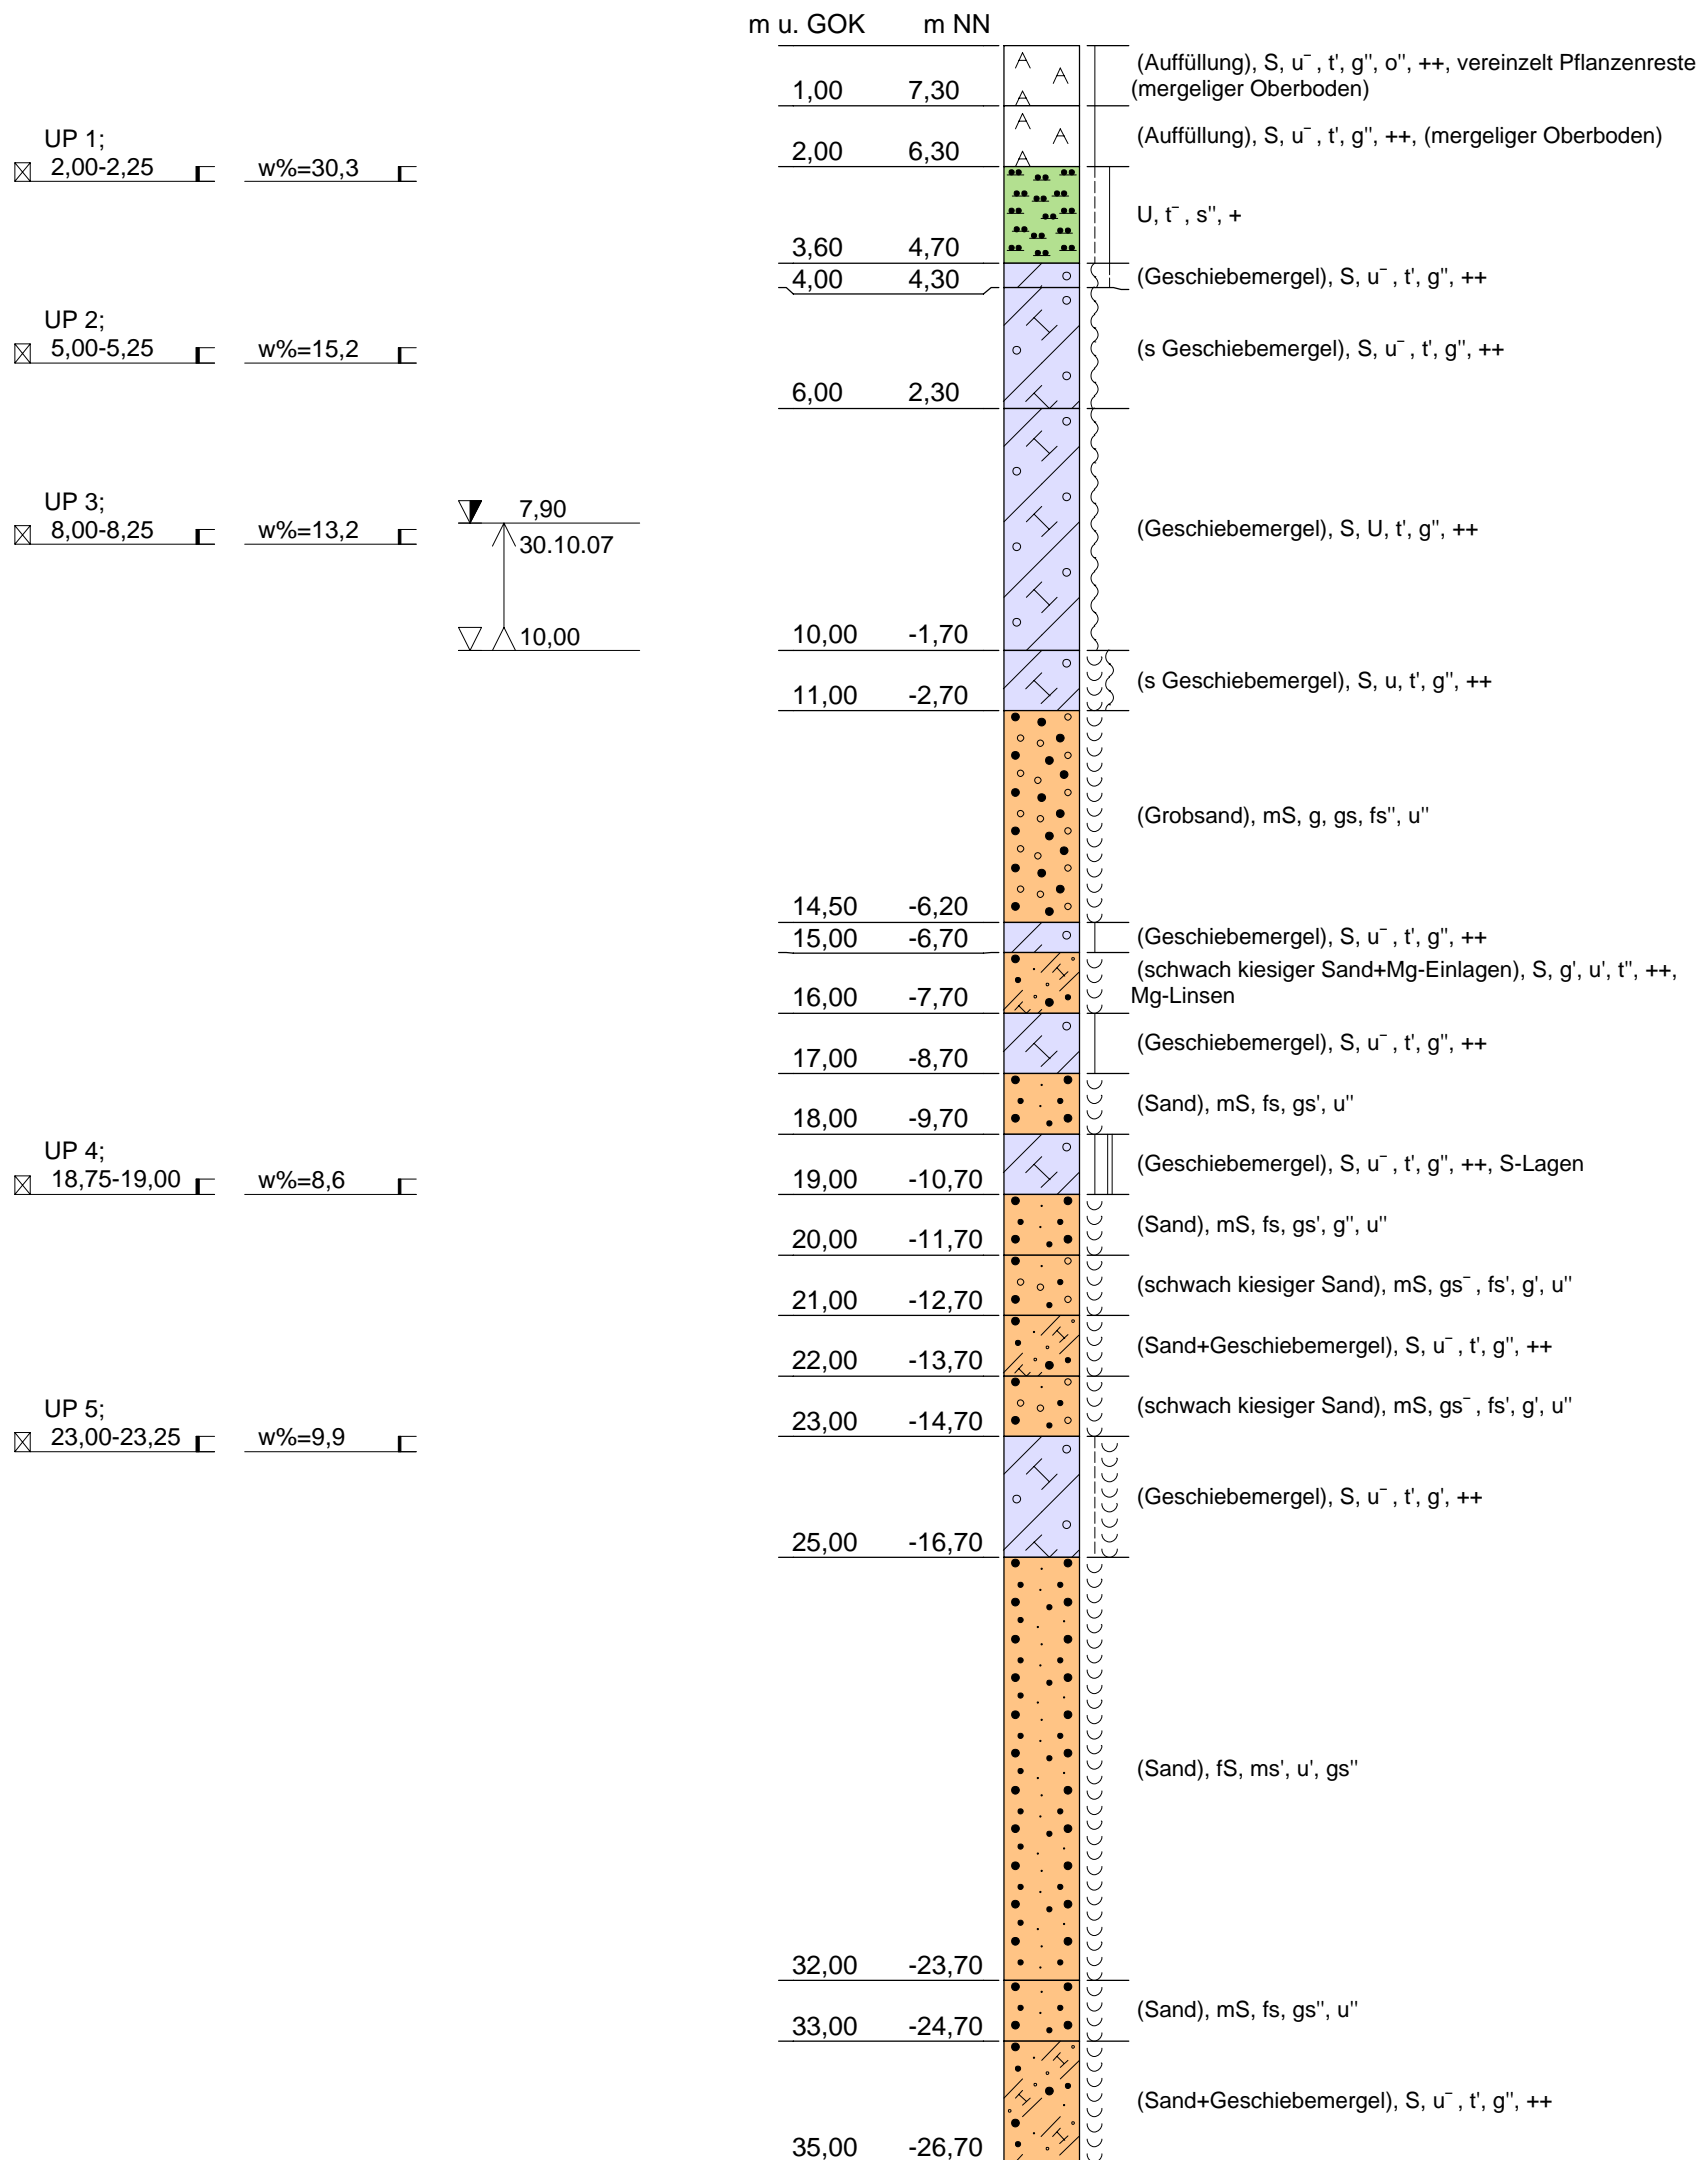 m u. GOK m NN
(Auffüllung), S, u¯, t', g'', o'', ++, vereinzelt Pflanzenreste
1,00 7,30 (mergeliger Oberboden)
UP 1;
(Auffüllung), S, u¯, t', g'', ++, (mergeliger Oberboden)
2,00 6,30
2,00-2,25 w%=30,3
U, t¯, s'', +
3,60 4,70
4,00 4,30 (Geschiebemergel), S, u¯, t', g'', ++
UP 2;
5,00-5,25 w%=15,2 (s Geschiebemergel), S, u¯, t', g'', ++
6,00 2,30
UP 3;
7,90
8,00-8,25 w%=13,2 (Geschiebemergel), S, U, t', g'', ++
30.10.07
10,00 10,00 -1,70
(s Geschiebemergel), S, u, t', g'', ++
11,00 -2,70
(Grobsand), mS, g, gs, fs'', u''
14,50 -6,20
15,00 -6,70 (Geschiebemergel), S, u¯, t', g'', ++
(schwach kiesiger Sand+Mg-Einlagen), S, g', u', t'', ++,
16,00 -7,70 Mg-Linsen
(Geschiebemergel), S, u¯, t', g'', ++
17,00 -8,70
(Sand), mS, fs, gs', u''
18,00 -9,70
UP 4;
(Geschiebemergel), S, u¯, t', g'', ++, S-Lagen
18,75-19,00 w%=8,6 19,00 -10,70
(Sand), mS, fs, gs', g'', u''
20,00 -11,70
(schwach kiesiger Sand), mS, gs¯, fs', g', u''
21,00 -12,70
(Sand+Geschiebemergel), S, u¯, t', g'', ++
22,00 -13,70
UP 5;
(schwach kiesiger Sand), mS, gs¯, fs', g', u''
23,00 -14,70
23,00-23,25 w%=9,9
(Geschiebemergel), S, u¯, t', g', ++
25,00 -16,70
(Sand), fS, ms', u', gs''
32,00 -23,70
(Sand), mS, fs, gs'', u''
33,00 -24,70
(Sand+Geschiebemergel), S, u¯, t', g'', ++
35,00 -26,70